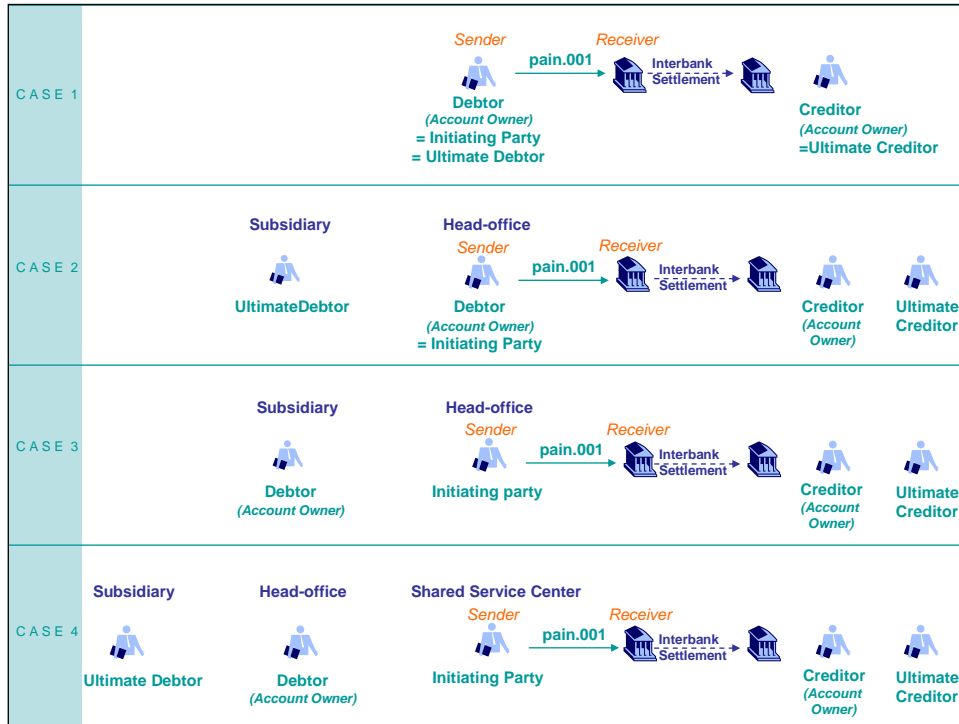 CASE 1
Sender
Receiver
pain.001
Interbank
Settlement
Debtor
(Account Owner)
= Initiating Party
= Ultimate Debtor
Creditor
(Account Owner)
=Ultimate Creditor
CASE 2
Subsidiary
Head-office
Sender
Receiver
pain.001
Interbank
Settlement
UltimateDebtor
Debtor
(Account Owner)
= Initiating Party
Creditor
(Account
Owner)
Ultimate
Creditor
CASE 3
Subsidiary
Head-office
Sender
Receiver
pain.001
Interbank
Settlement
Debtor
(Account Owner)
Initiating party
Creditor
(Account
Owner)
Ultimate
Creditor
CASE 4
Subsidiary
Head-office
Shared Service Center
Sender
Receiver
pain.001
Interbank
Settlement
Ultimate Debtor
Debtor
(Account Owner)
Initiating Party
Creditor
(Account
Owner)
Ultimate
Creditor